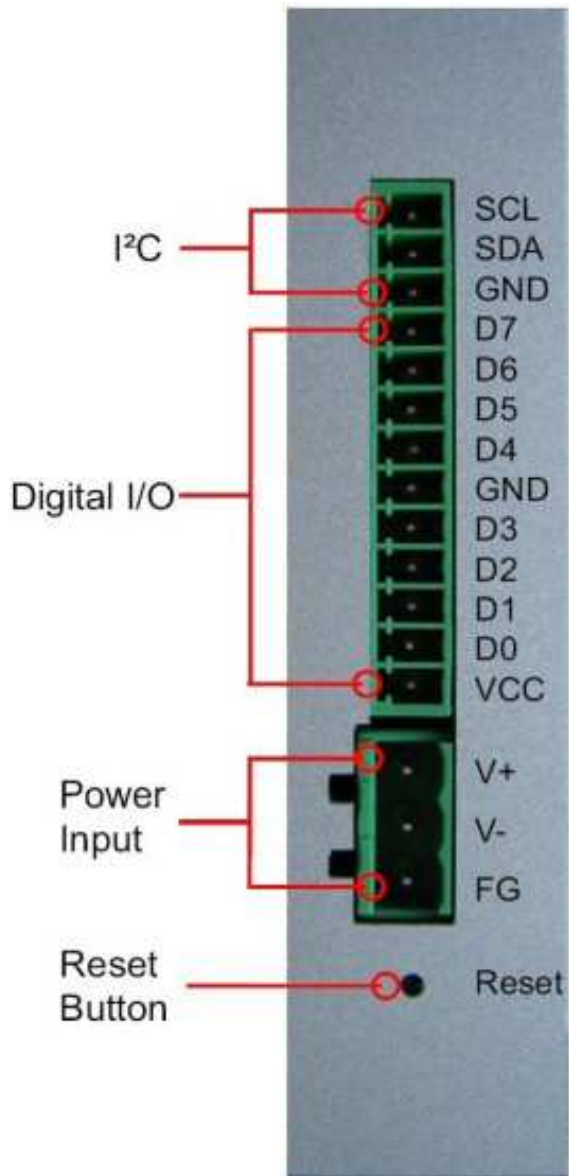 I²C
SCL
SDA
GND
Digital I/O
D7
D6
D5
D4
GND
D3
D2
D1
D0
VCC
Power
Input
V+
V-
FG
Reset
Button
Reset